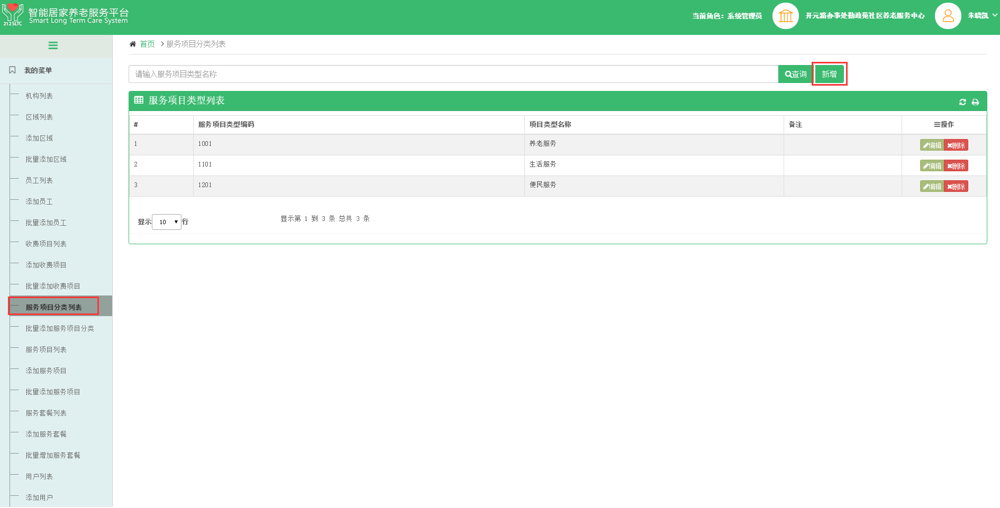 智能居家养老服务平台
Smart Long Term Care System
212SLTC
当前角色：系统管理员
开元路办事处勤政苑社区养老服务中心
朱晓凯
首页
服务项目分类列表
我的菜单
机构列表
区域列表
添加区域
批量添加区域
员工列表
添加员工
批量添加员工
收费项目列表
添加收费项目
批量添加收费项目
服务项目分类列表
批量添加服务项目分类
服务项目列表
添加服务项目
批量添加服务项目
服务套餐列表
添加服务套餐
批量增加服务套餐
用户列表
添加用户
请输入服务项目类型名称
查询
新增
服务项目类型列表
# 服务项目类型编码 项目类型名称 备注 操作
1 1001 养老服务 编辑 删除
2 1101 生活服务 编辑 删除
3 1201 便民服务 编辑 删除
显示 10 行
显示第 1 到 3 条 总共 3 条